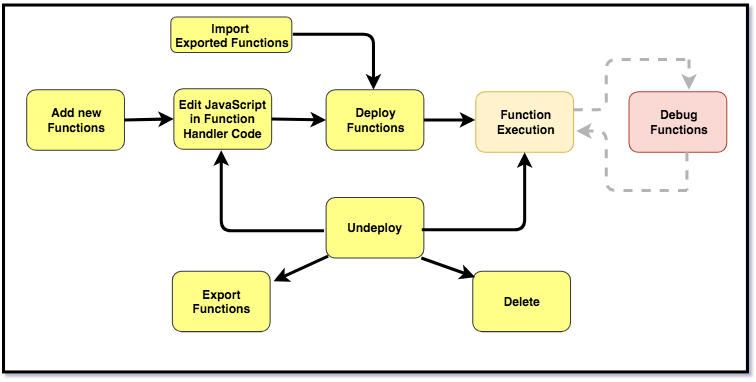 Import
Exported Functions
Add new
Functions
Edit JavaScript
in Function
Handler Code
Deploy
Functions
Function
Execution
Debug
Functions
Undeploy
Export
Functions
Delete